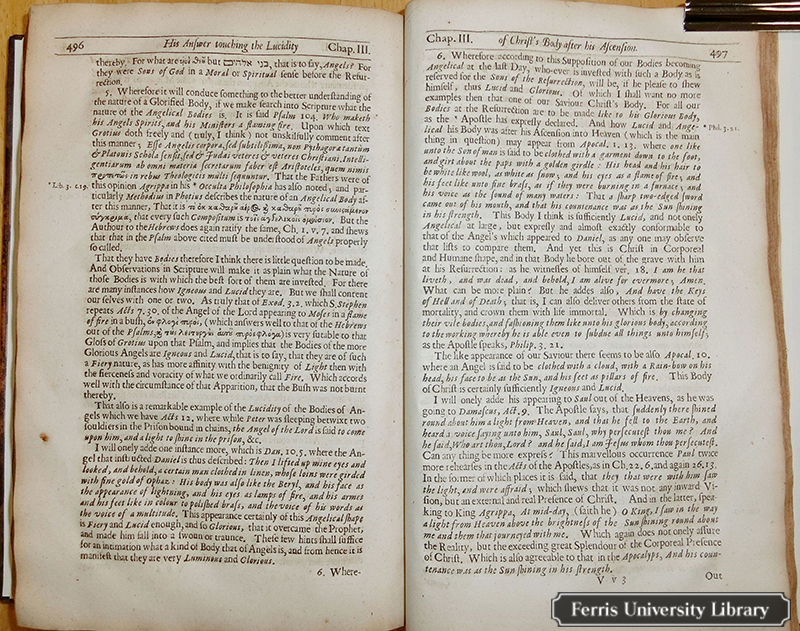 496 His Answer touching the Lucidity Chap. III.
thereby. For what are but בני אלהים, that is to say, Angels? For
they were Sons of God in a Moral or Spiritual sense before the Resur-
rection.
5. Wherefore it will conduce something to the better understanding of
the nature of a Glorified Body, if we make search into Scripture what the
nature of the Angelical Bodies is. It is said Psalm 104. Who maketh
his Angels Spirits, and his Ministers a flaming fire. Upon which text
Grotius doth freely and (truly, I think) not unskilfully comment after
this manner; Esse Angelis corpora, sed subtilissima, non Pythagorae tantùm
& Platonis Schola sensit, sed & Judæi veteres & veteres Christiani. Intelli-
gentiarum ab omni materia secretarum faber est Aristoteles, quem nimis
in rebus Theologicis multi sequuntur. That the Fathers were of
* Lib. 3. c. 19. this opinion Agrippa in his * Occulta Philosophia has also noted; and par-
ticularly Methodius in Photius describes the nature of an Angelical Body af-
ter this manner, That it is
that every such Compositum is But the
Authour to the Hebrews does again ratify the same, Ch. 1. v. 7. and shews
that that in the Psalm above cited must be understood of Angels properly
so called.
That they have Bodies therefore I think there is little question to be made.
And Observations in Scripture will make it as plain what the Nature of
those Bodies is with which the best sort of them are invested. For there
are many instances how Igneous and Lucid they are. But we shall content
our selves with one or two. As truly that of Exod. 3. 2. which S. Stephen
repeats Acts 7. 30. of the Angel of the Lord appearing to Moses in a flame
of fire in a bush, ἐν φλογὶ πυρός, (which answers well to that of the Hebrews
out of the Psalms, ) is very sutable to that
Gloss of Grotius upon that Psalm, and implies that the Bodies of the more
Glorious Angels are Igneous and Lucid, that is to say, that they are of such
a Fiery nature, as has more affinity with the benignity of Light then with
the fierceness and voracity of what we ordinarily call Fire. Which accords
well with the circumstance of that Apparition, that the Bush was not burnt
thereby.
That also is a remarkable example of the Lucidity of the Bodies of An-
gels which we have Acts 12. where while Peter was sleeping betwixt two
souldiers in the Prison bound in chains, the Angel of the Lord is said to come
upon him, and a light to shine in the prison, &c.
I will onely adde one instance more, which is Dan. 10. 5. where the An-
gel that instructed Daniel is thus described: Then I lifted up mine eyes and
looked, and behold, a certain man clothed in linen, whose loins were girded
with fine gold of Ophaz: His body was also like the Beryl, and his face as
the appearance of lightning, and his eyes as lamps of fire, and his armes
and his feet like in colour to polished brass, and the voice of his words as
the voice of a multitude. This appearance certainly of this Angelical shape
is Fiery and Lucid enough, and so Glorious, that it overcame the Prophet,
and made him fall into a swoun or traunce. These few hints shall suffice
for an intimation what a kind of Body that of Angels is, and from hence it is
manifest that they are very Luminous and Glorious.
6. Where-
Chap. III. of Christ's Body after his Ascension. 497
6. Wherefore according to this Supposition of our Bodies becoming
Angelical at the last Day, who-ever is invested with such a Body as is
reserved for the Sons of the Resurrection, will, if he please to shew
himself, thus Lucid and Glorious. Of which I shall want no more
examples then that one of our Saviour Christ's Body. For all our
Bodies at the Resurrection are to be made like to his Glorious Body,
as the * Apostle has expresly declared. And how Lucid and Ange- * Phil. 3. 21.
lical his Body was after his Ascension into Heaven (which is the main
thing in question) may appear from Apocal. 1. 13. where one like
unto the Son of man is said to be clothed with a garment down to the foot,
and girt about the paps with a golden girdle: His head and his hair to
be white like wool, as white as snow, and his eyes as a flame of fire, and
his feet like unto fine brass, as if they were burning in a furnace, and
his voice as the sound of many waters: That a sharp two-edged sword
came out of his mouth, and that his countenance was as the Sun shining
in his strength. This Body I think is sufficiently Lucid, and not onely
Angelical at large, but expresly and almost exactly conformable to
that of the Angel's which appeared to Daniel, as any one may observe
that lists to compare them. And yet this is Christ in Corporeal
and Humane shape, and in that Body he bore out of the grave with him
at his Resurrection: as he witnesses of himself ver. 18. I am he that
liveth, and was dead, and behold, I am alive for evermore, Amen.
What can be more plain? But he addes also, And have the Keys
of Hell and of Death; that is, I can also deliver others from the state of
mortality, and crown them with life immortal. Which is by changing
their vile bodies, and fashioning them like unto his glorious body, according
to the working whereby he is able even to subdue all things unto himself,
as the Apostle speaks, Philip. 3. 21.
The like appearance of our Saviour there seems to be also Apocal. 10.
where an Angel is said to be clothed with a cloud, with a Rain-bow on his
head, his face to be as the Sun, and his feet as pillars of fire. This Body
of Christ is certainly sufficiently Igneous and Lucid.
I will onely adde his appearing to Saul out of the Heavens, as he was
going to Damascus, Act. 9. The Apostle says, that suddenly there shined
round about him a light from Heaven, and that he fell to the Earth, and
heard a voice saying unto him, Saul, Saul, why persecutest thou me? And
he said, Who art thou, Lord? and he said, I am Jesus whom thou persecutest.
Can any thing be more express? This marvellous occurrence Paul twice
more rehearses in the Acts of the Apostles, as in Ch. 22. 6. and again 26. 13.
In the former of which places it is said, that they that were with him saw
the light, and were affraid; which shews that it was not any inward Vi-
sion, but an external and real Presence of Christ. And in the latter, spea-
king to King Agrippa, At mid-day, (saith he) O King, I saw in the way
a light from Heaven above the brightness of the Sun shining round about
me and them that journeyed with me. Which again does not onely assure
the Reality, but the exceeding great Splendour of the Corporeal Presence
of Christ. Which is also agreeable to that in the Apocalyps, And his coun-
tenance was as the Sun shining in his strength.
V v 3 Out
Ferris University Library